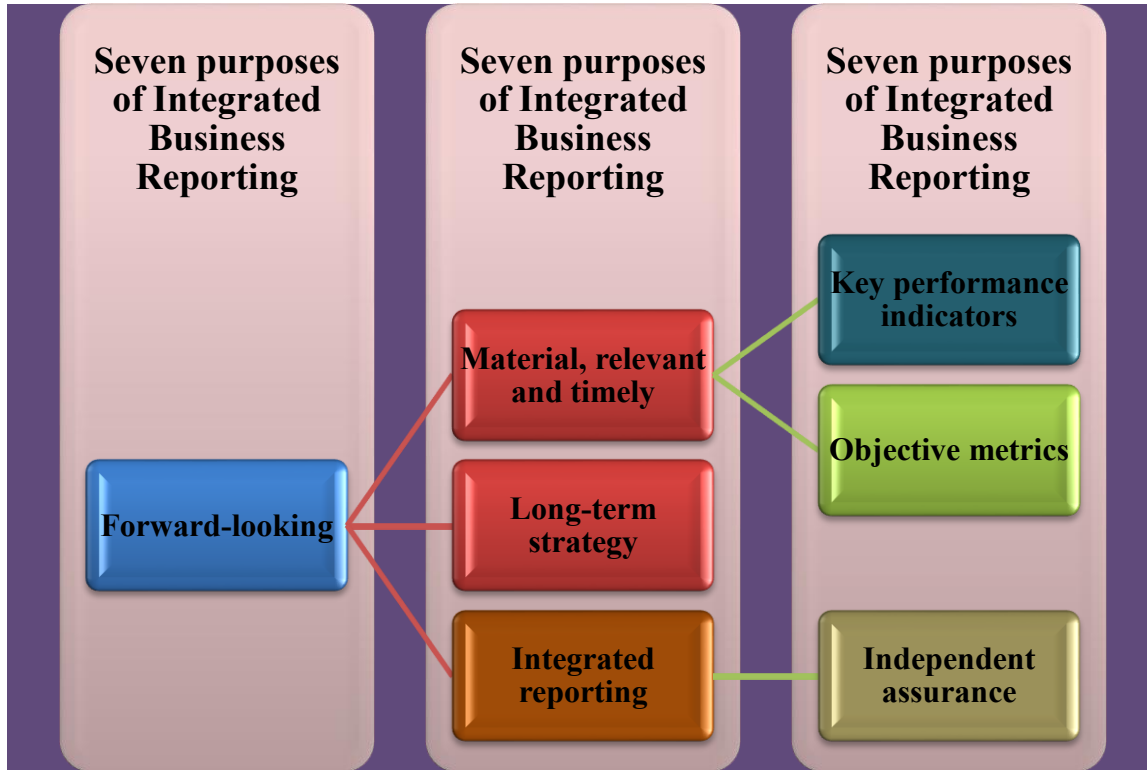 Seven purposes
of Integrated
Business
Reporting
Forward-looking
Seven purposes
of Integrated
Business
Reporting
Material, relevant
and timely
Long-term
strategy
Integrated
reporting
Seven purposes
of Integrated
Business
Reporting
Key performance
indicators
Objective metrics
Independent
assurance